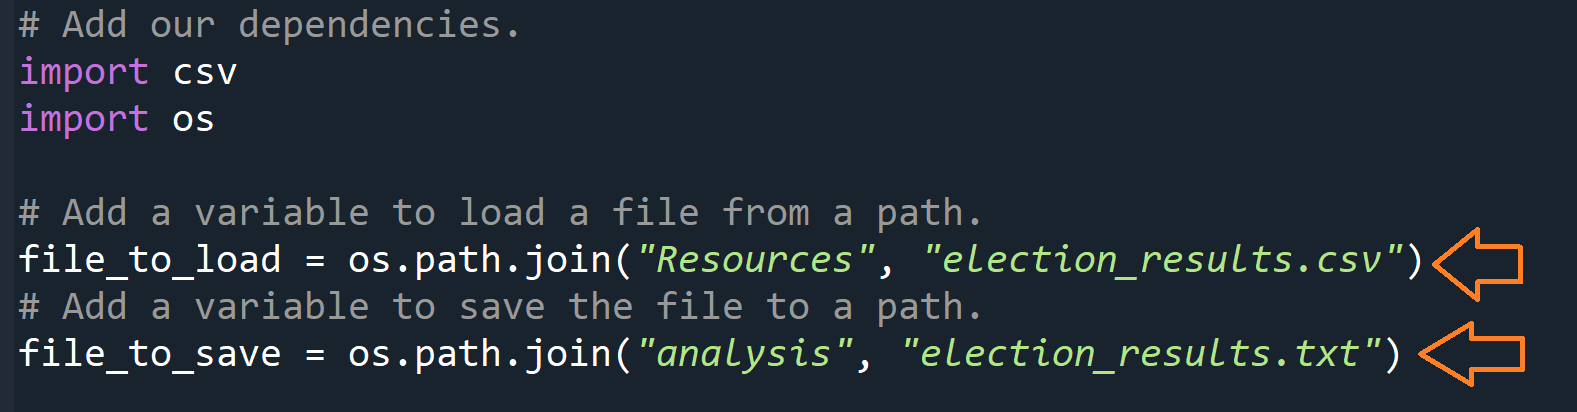 # Add our dependencies.
import csv
import os
# Add a variable to load a file from a path.
file_to_load = os.path.join("Resources", "election_results.csv")
# Add a variable to save the file to a path.
file_to_save = os.path.join("analysis", "election_results.txt")